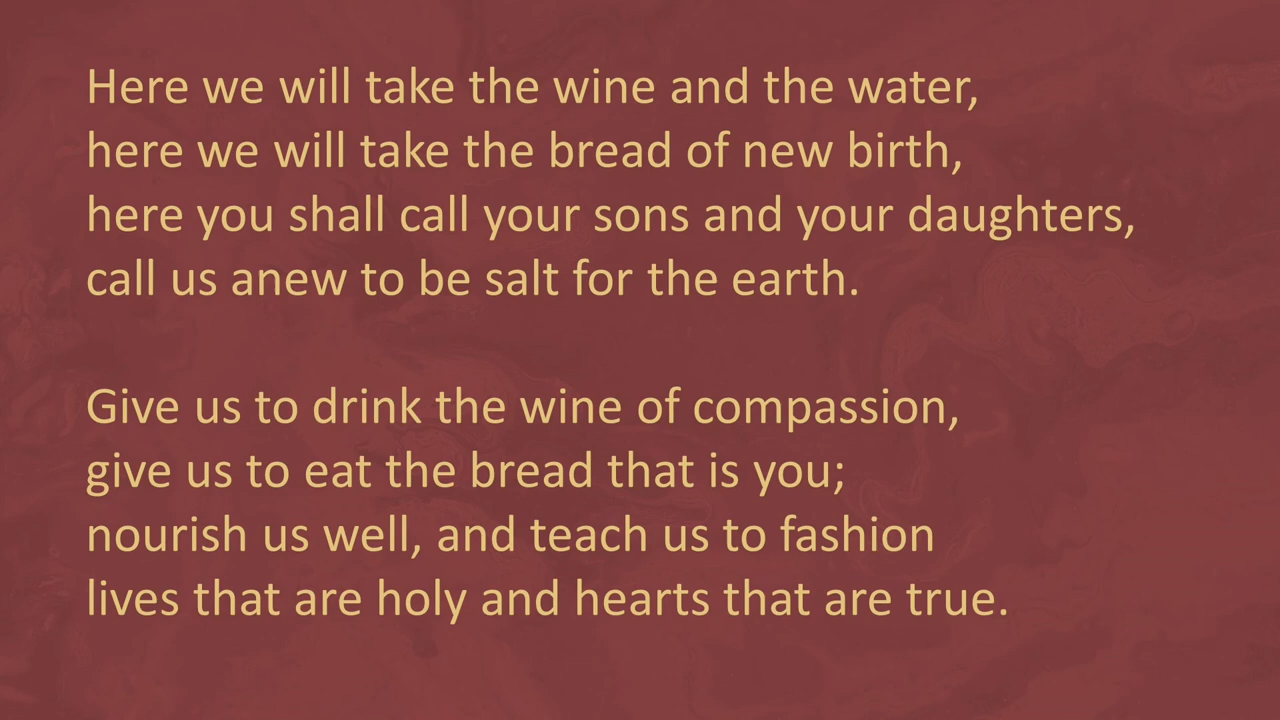 Here we will take the wine and the water,
here we will take the bread of new birth,
here you shall call your sons and your daughters,
call us anew to be salt for the earth.
Give us to drink the wine of compassion,
give us to eat the bread that is you;
nourish us well, and teach us to fashion
lives that are holy and hearts that are true.